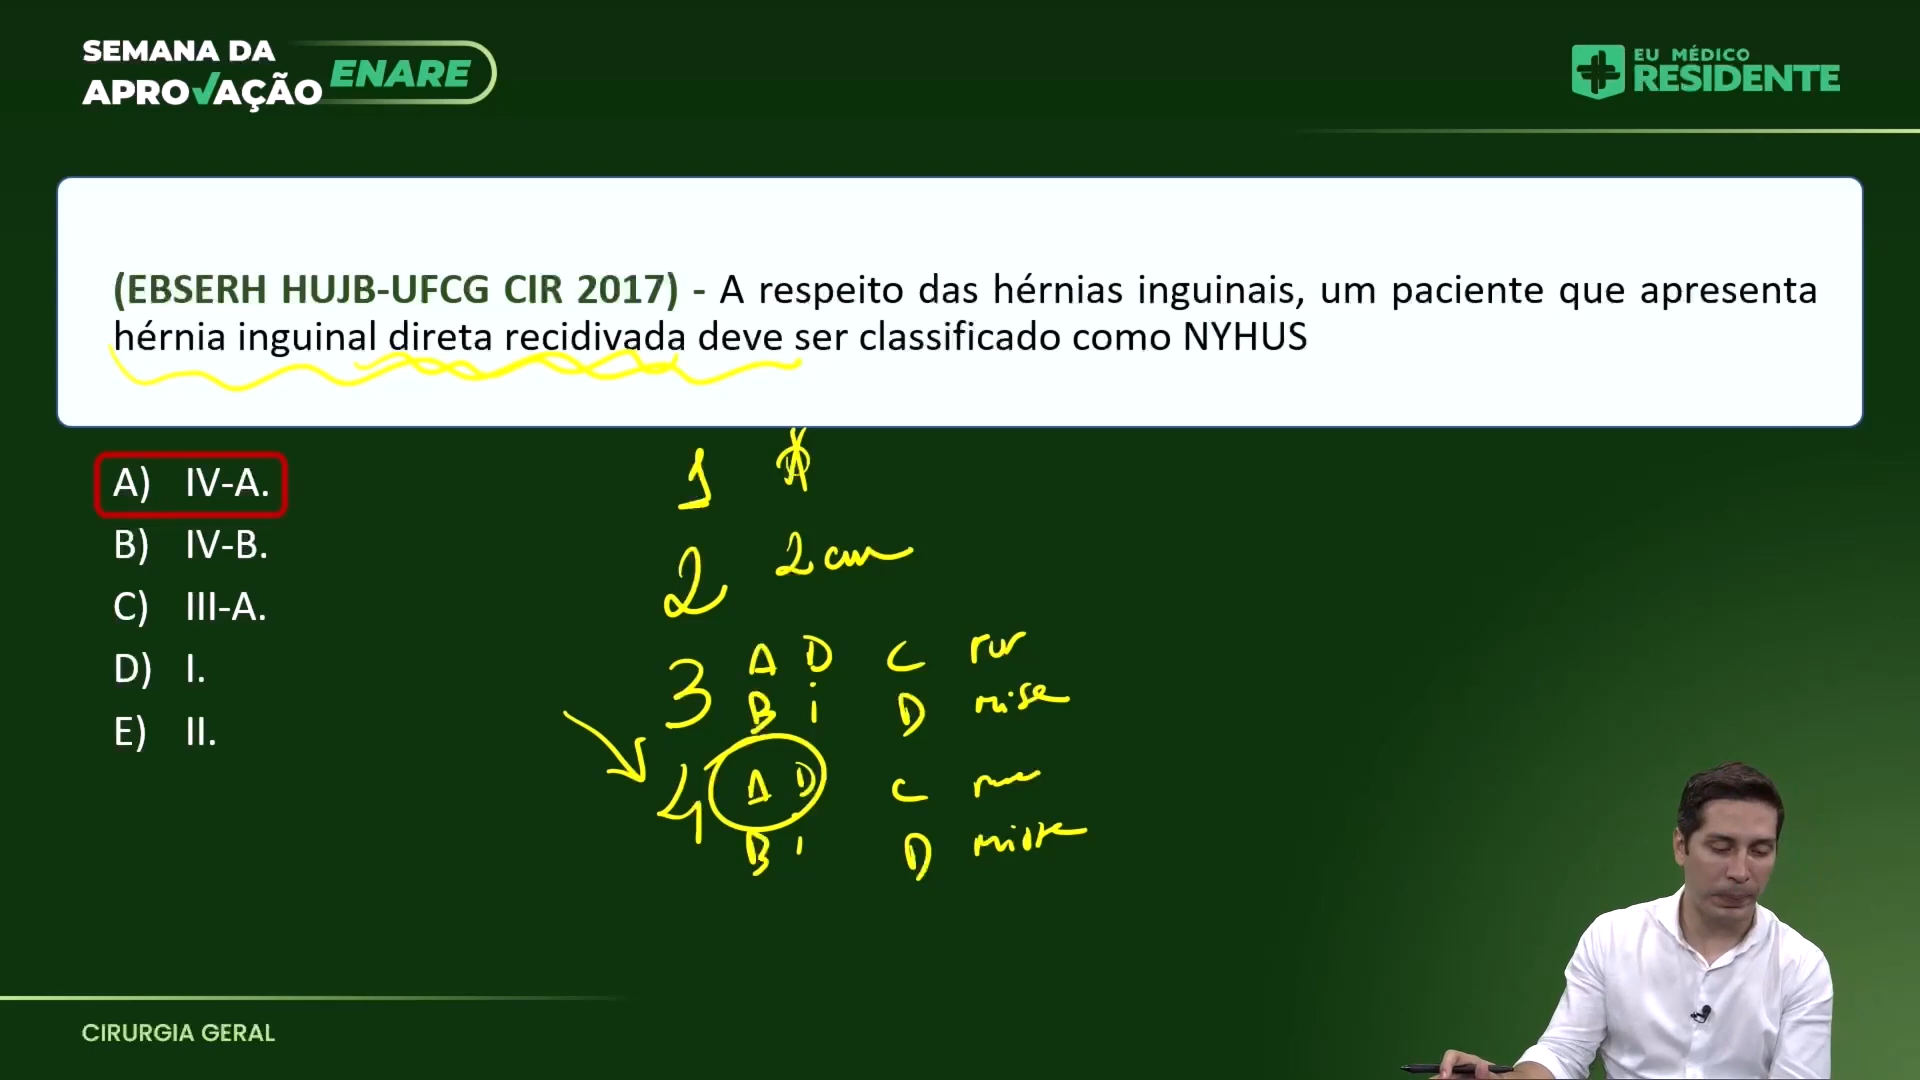 SEMANA DA
APROVAÇÃO ENARE
EU MÉDICO
RESIDENTE
(EBSERH HUJB-UFCG CIR 2017) - A respeito das hérnias inguinais, um paciente que apresenta
hérnia inguinal direta recidivada deve ser classificado como NYHUS
A) IV-A.
B) IV-B.
C) III-A.
D) I.
E) II.
1
2 2 cm
3 A D C
B i D
4 A D C
B i D
CIRURGIA GERAL